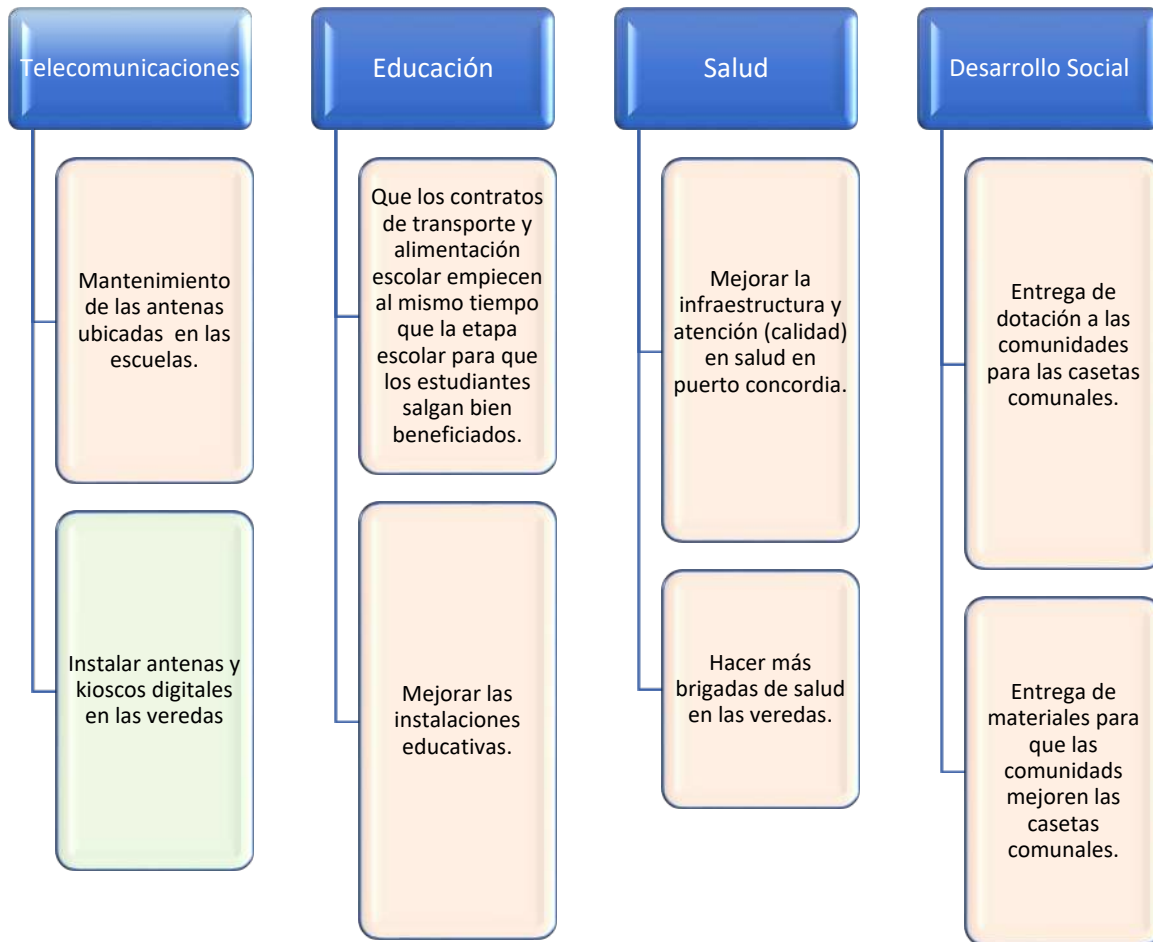 Telecomunicaciones
Mantenimiento
de las antenas
ubicadas en las
escuelas.
Instalar antenas y
kioscos digitales
en las veredas
Educación
Que los contratos
de transporte y
alimentación
escolar empiecen
al mismo tiempo
que la etapa
escolar para que
los estudiantes
salgan bien
beneficiados.
Mejorar las
instalaciones
educativas.
Salud
Mejorar la
infraestructura y
atención (calidad)
en salud en
puerto concordia.
Hacer más
brigadas de salud
en las veredas.
Desarrollo Social
Entrega de
dotación a las
comunidades
para las casetas
comunales.
Entrega de
materiales para
que las
comunidads
mejoren las
casetas
comunales.